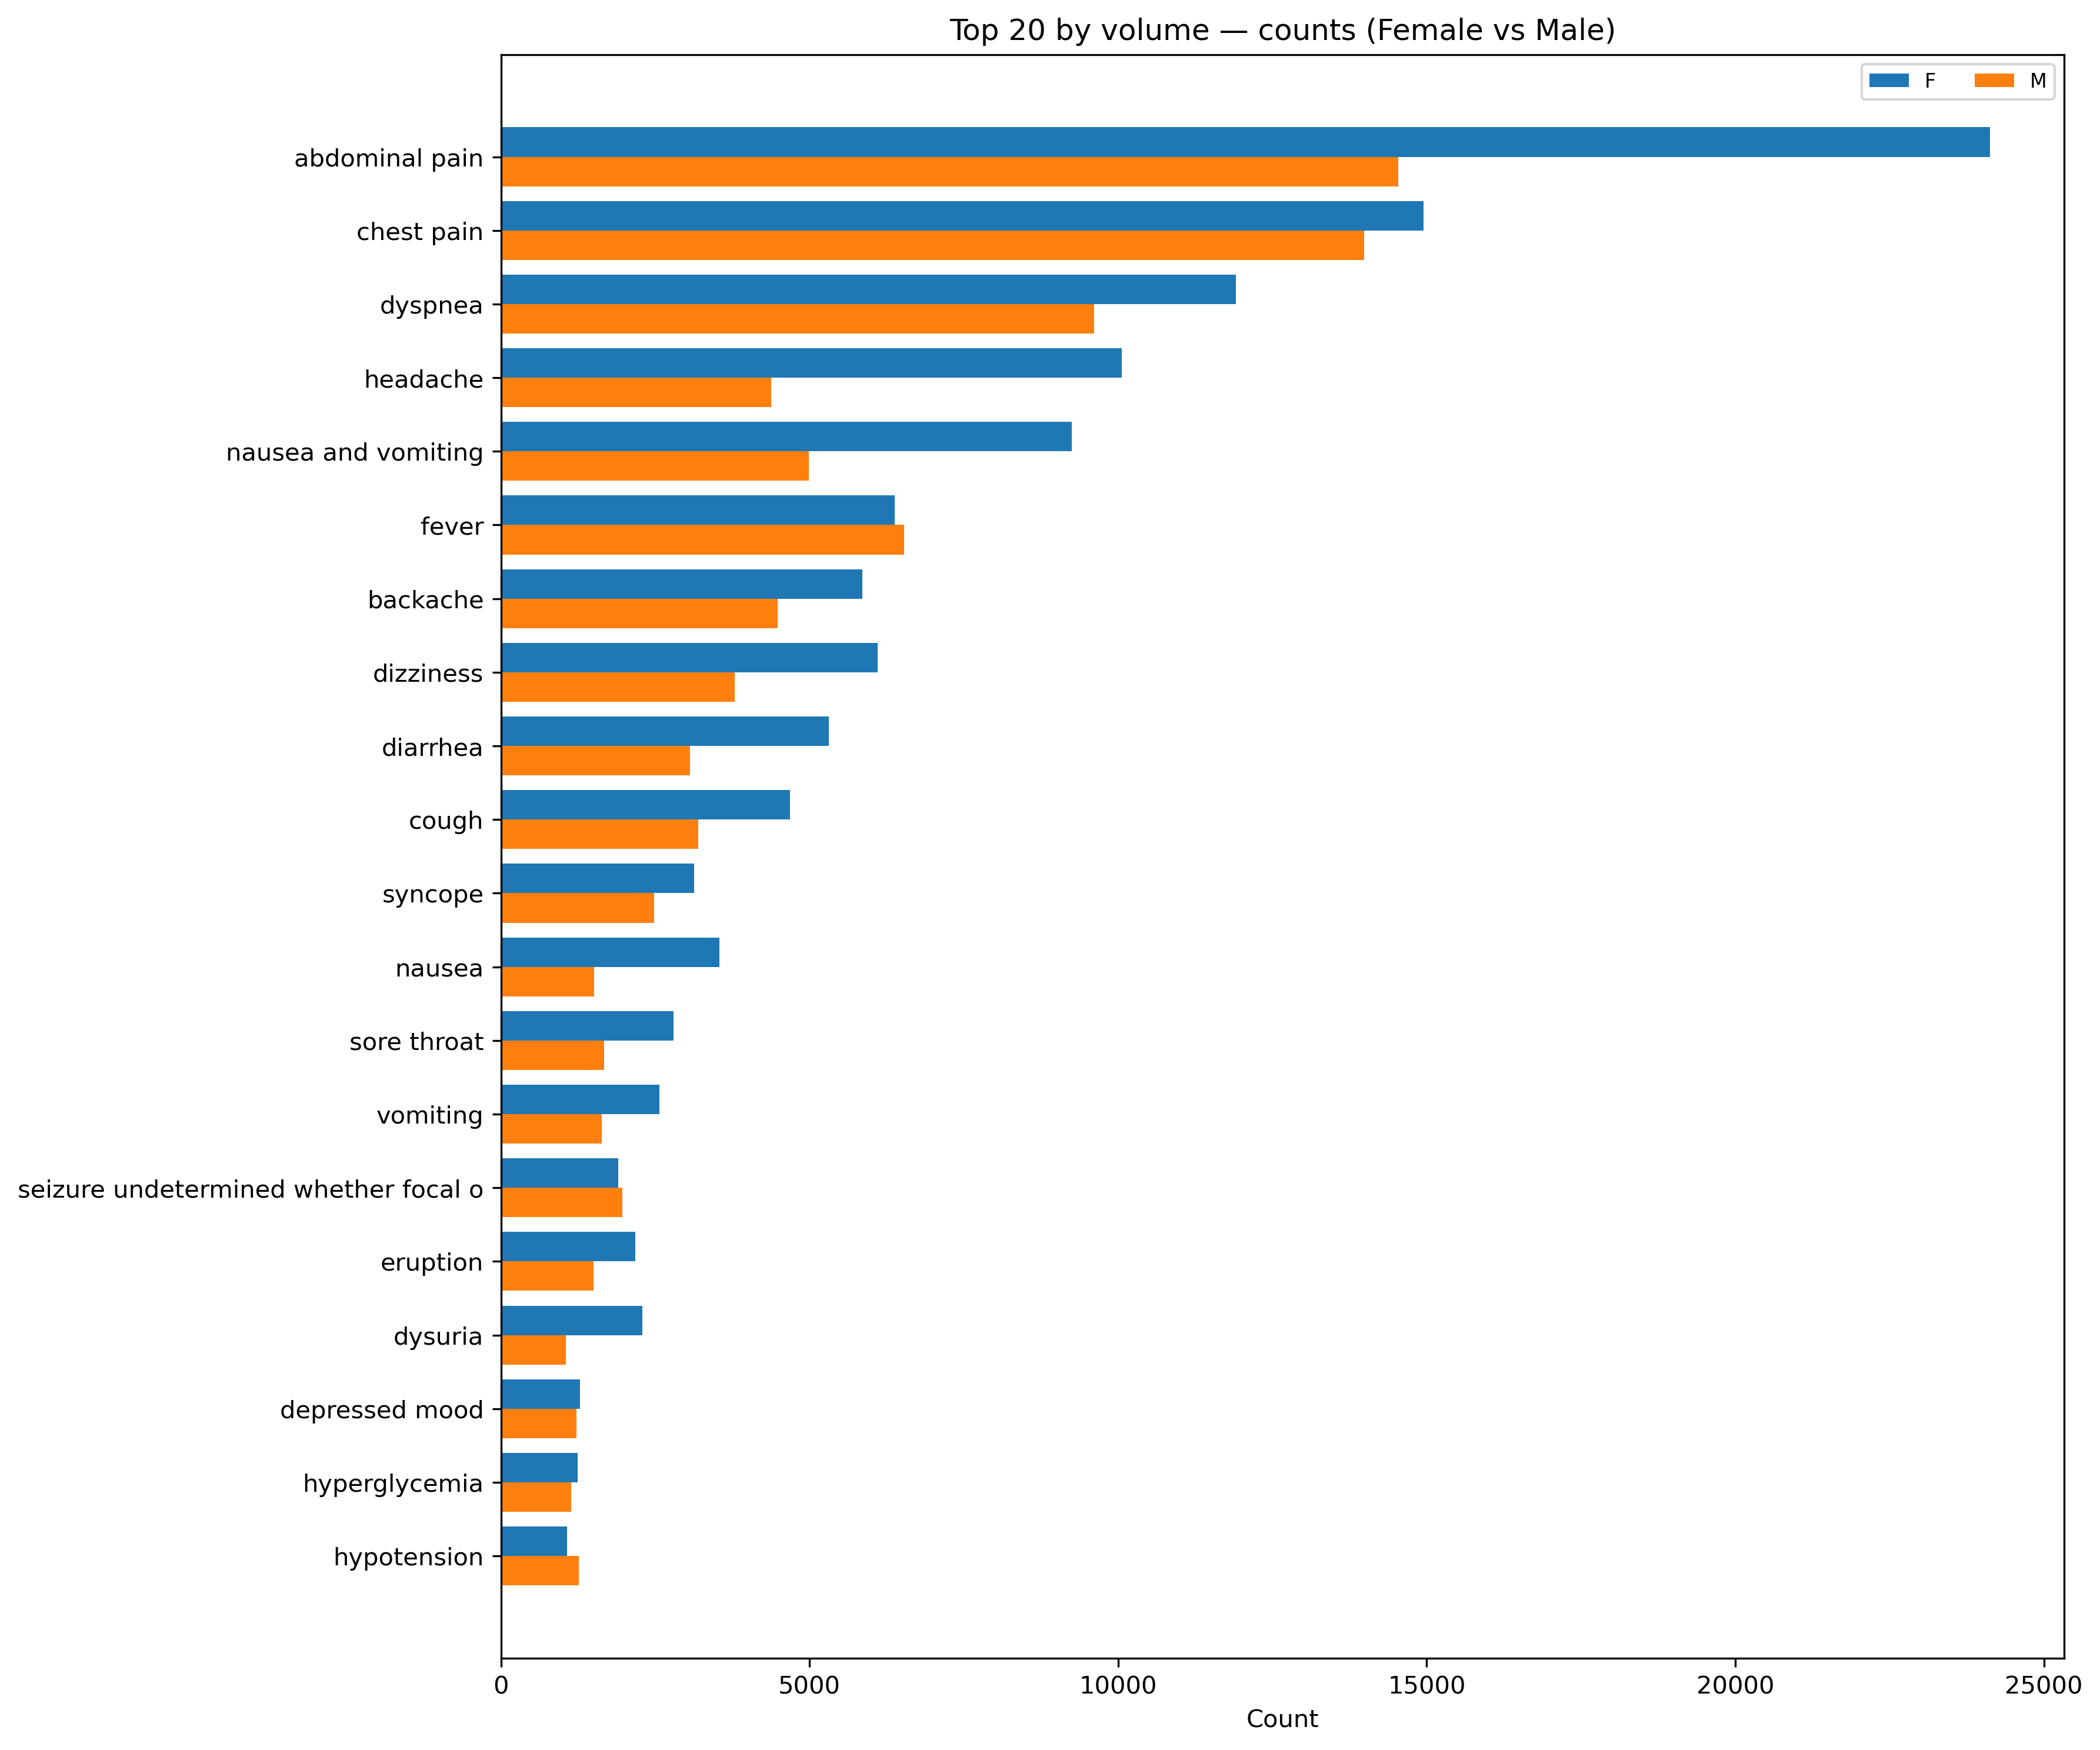 Top 20 by volume — counts (Female vs Male)
F M
abdominal pain
chest pain
dyspnea
headache
nausea and vomiting
fever
backache
dizziness
diarrhea
cough
syncope
nausea
sore throat
vomiting
seizure undetermined whether focal o
eruption
dysuria
depressed mood
hyperglycemia
hypotension
0 5000 10000 15000 20000 25000
Count